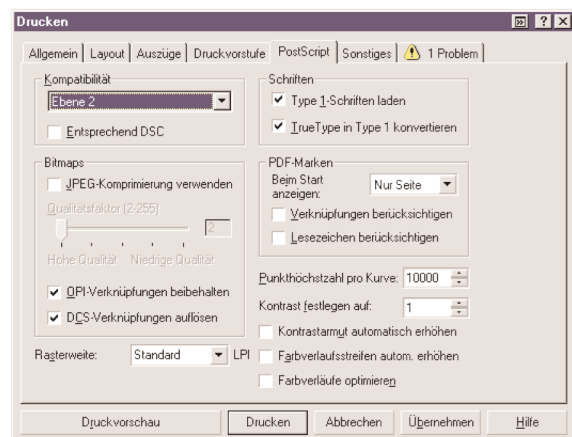 Drucken
Allgemein Layout Auszüge Druckvorstufe PostScript Sonstiges 1 Problem
Kompatibilität
Ebene 2
Entsprechend DSC
Schriften
Type 1-Schriften laden
TrueType in Type 1 konvertieren
Bitmaps
JPEG-Komprimierung verwenden
Qualitätsfaktor (2-255)
2
Hohe Qualität Niedrige Qualität
OPI-Verknüpfungen beibehalten
DCS-Verknüpfungen auflösen
Rasterweite: Standard LPI
PDF-Marken
Beim Start
anzeigen: Nur Seite
Verknüpfungen berücksichtigen
Lesezeichen berücksichtigen
Punkthöchstzahl pro Kurve: 10000
Kontrast festlegen auf: 1
Kontrastarmut automatisch erhöhen
Farbverlaufsstreifen autom. erhöhen
Farbverläufe optimieren
Druckvorschau Drucken Abbrechen Übernehmen Hilfe